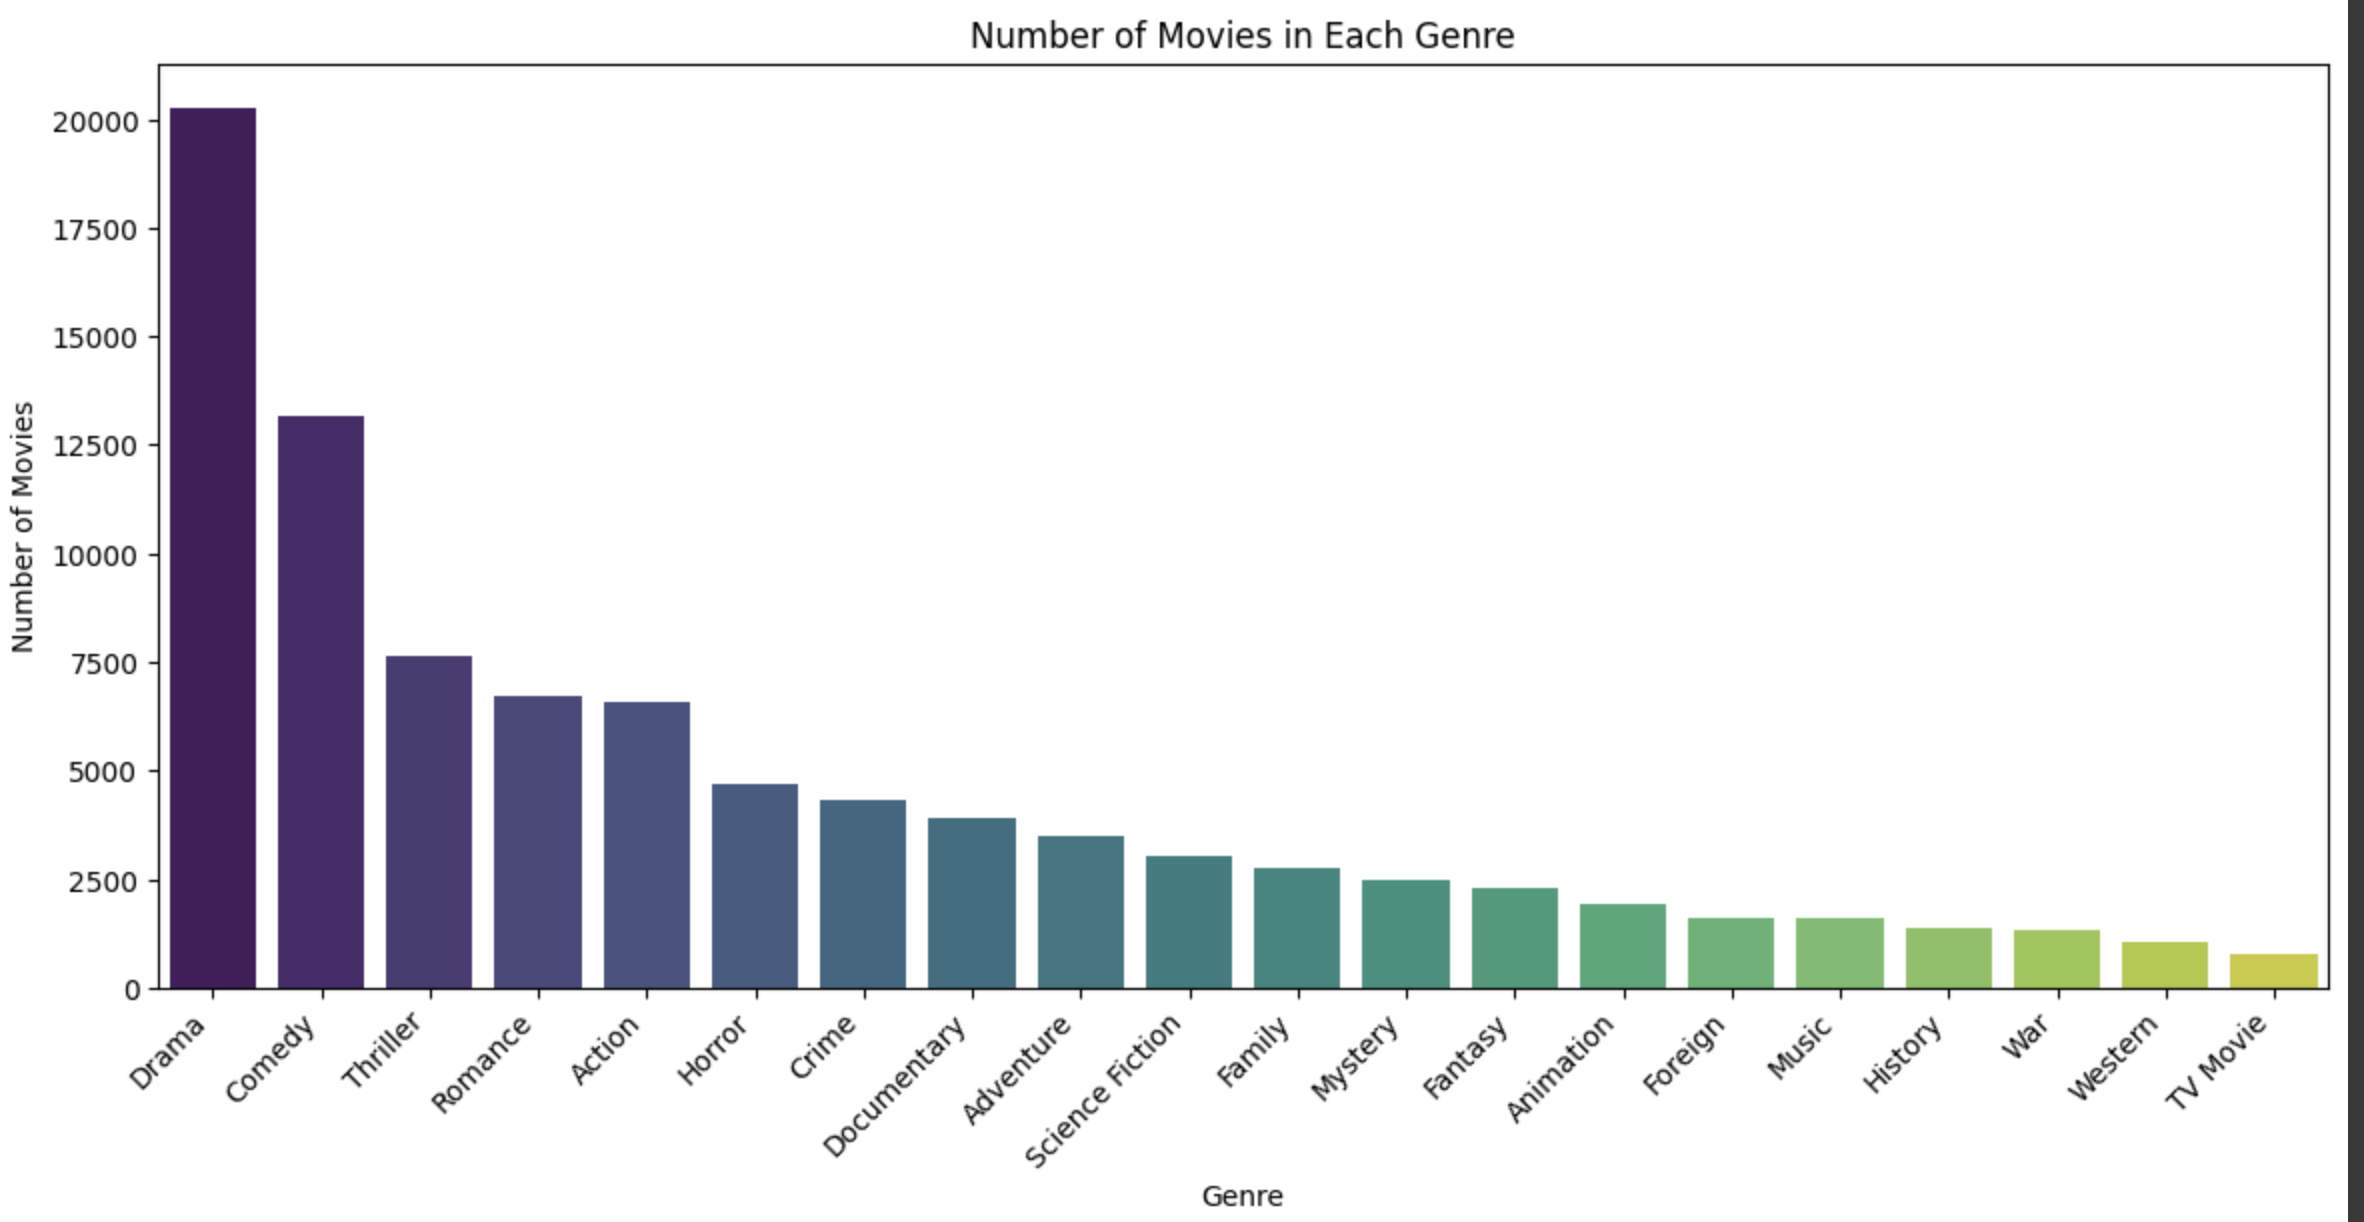 Number of Movies in Each Genre
Number of Movies
20000
17500
15000
12500
10000
7500
5000
2500
0
Drama
Comedy
Thriller
Romance
Action
Horror
Crime
Documentary
Adventure
Science Fiction
Family
Mystery
Fantasy
Animation
Foreign
Music
History
War
Western
TV Movie
Genre